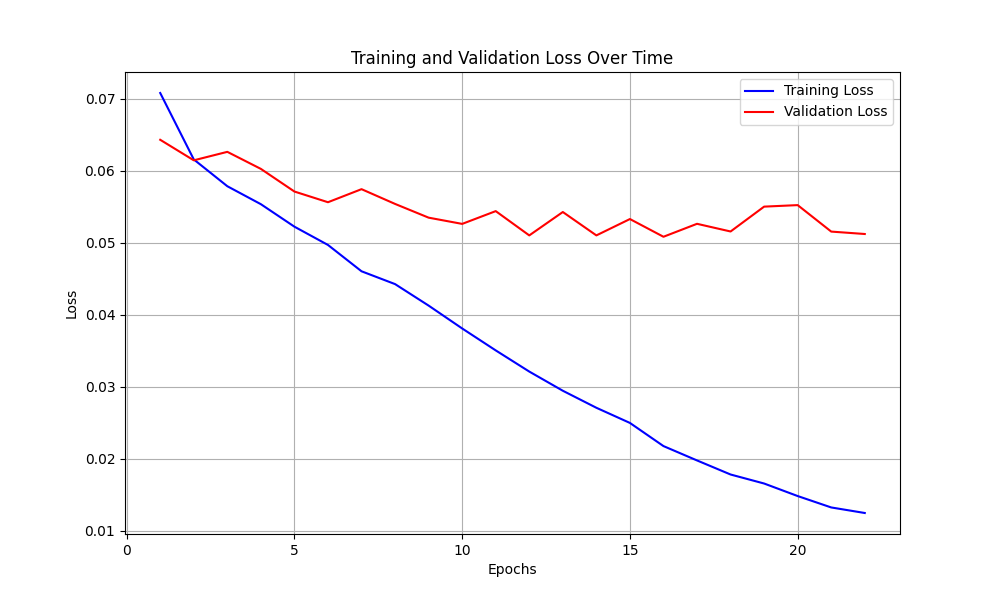 Training and Validation Loss Over Time
Training Loss
Validation Loss
Loss
0.07
0.06
0.05
0.04
0.03
0.02
0.01
0
5
10
15
20
Epochs